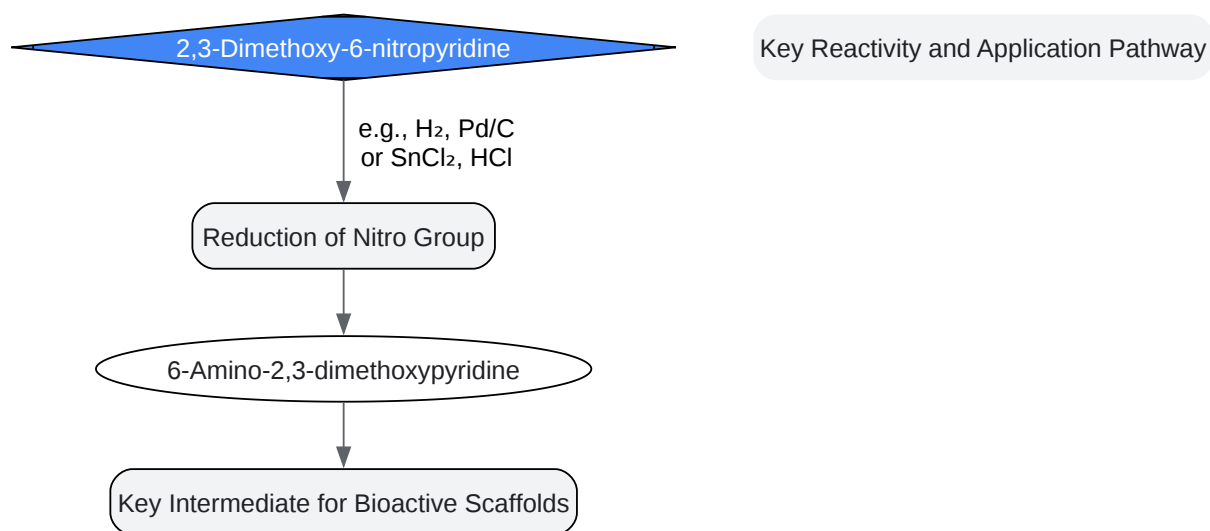 2,3-Dimethoxy-6-nitropyridine
Key Reactivity and Application Pathway
e.g., H₂, Pd/C
or SnCl₂, HCl
Reduction of Nitro Group
6-Amino-2,3-dimethoxypyridine
Key Intermediate for Bioactive Scaffolds